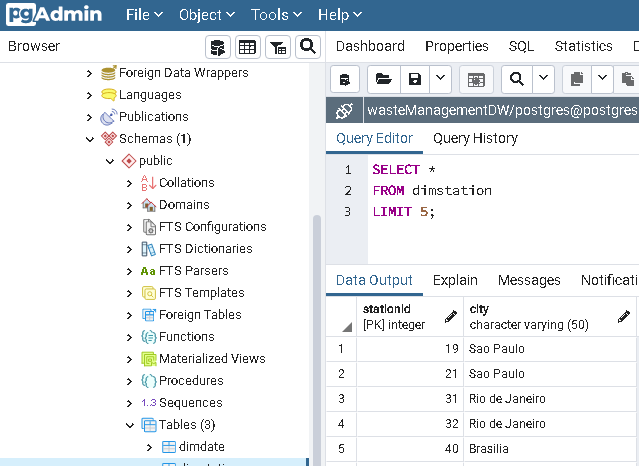 pgAdmin File Object Tools Help
Browser
Dashboard Properties SQL Statistics
Foreign Data Wrappers
Languages
Publications
Schemas (1)
public
Collations
Domains
FTS Configurations
FTS Dictionaries
Aa FTS Parsers
FTS Templates
Foreign Tables
Functions
Materialized Views
Procedures
1..3 Sequences
Tables (3)
dimdate
wasteManagementDW/postgres@postgres
Query Editor Query History
1 SELECT *
2 FROM dimstation
3 LIMIT 5;
Data Output Explain Messages Notificati
stationid
[PK] integer
city
character varying (50)
1 19 Sao Paulo
2 21 Sao Paulo
3 31 Rio de Janeiro
4 32 Rio de Janeiro
5 40 Brasilia